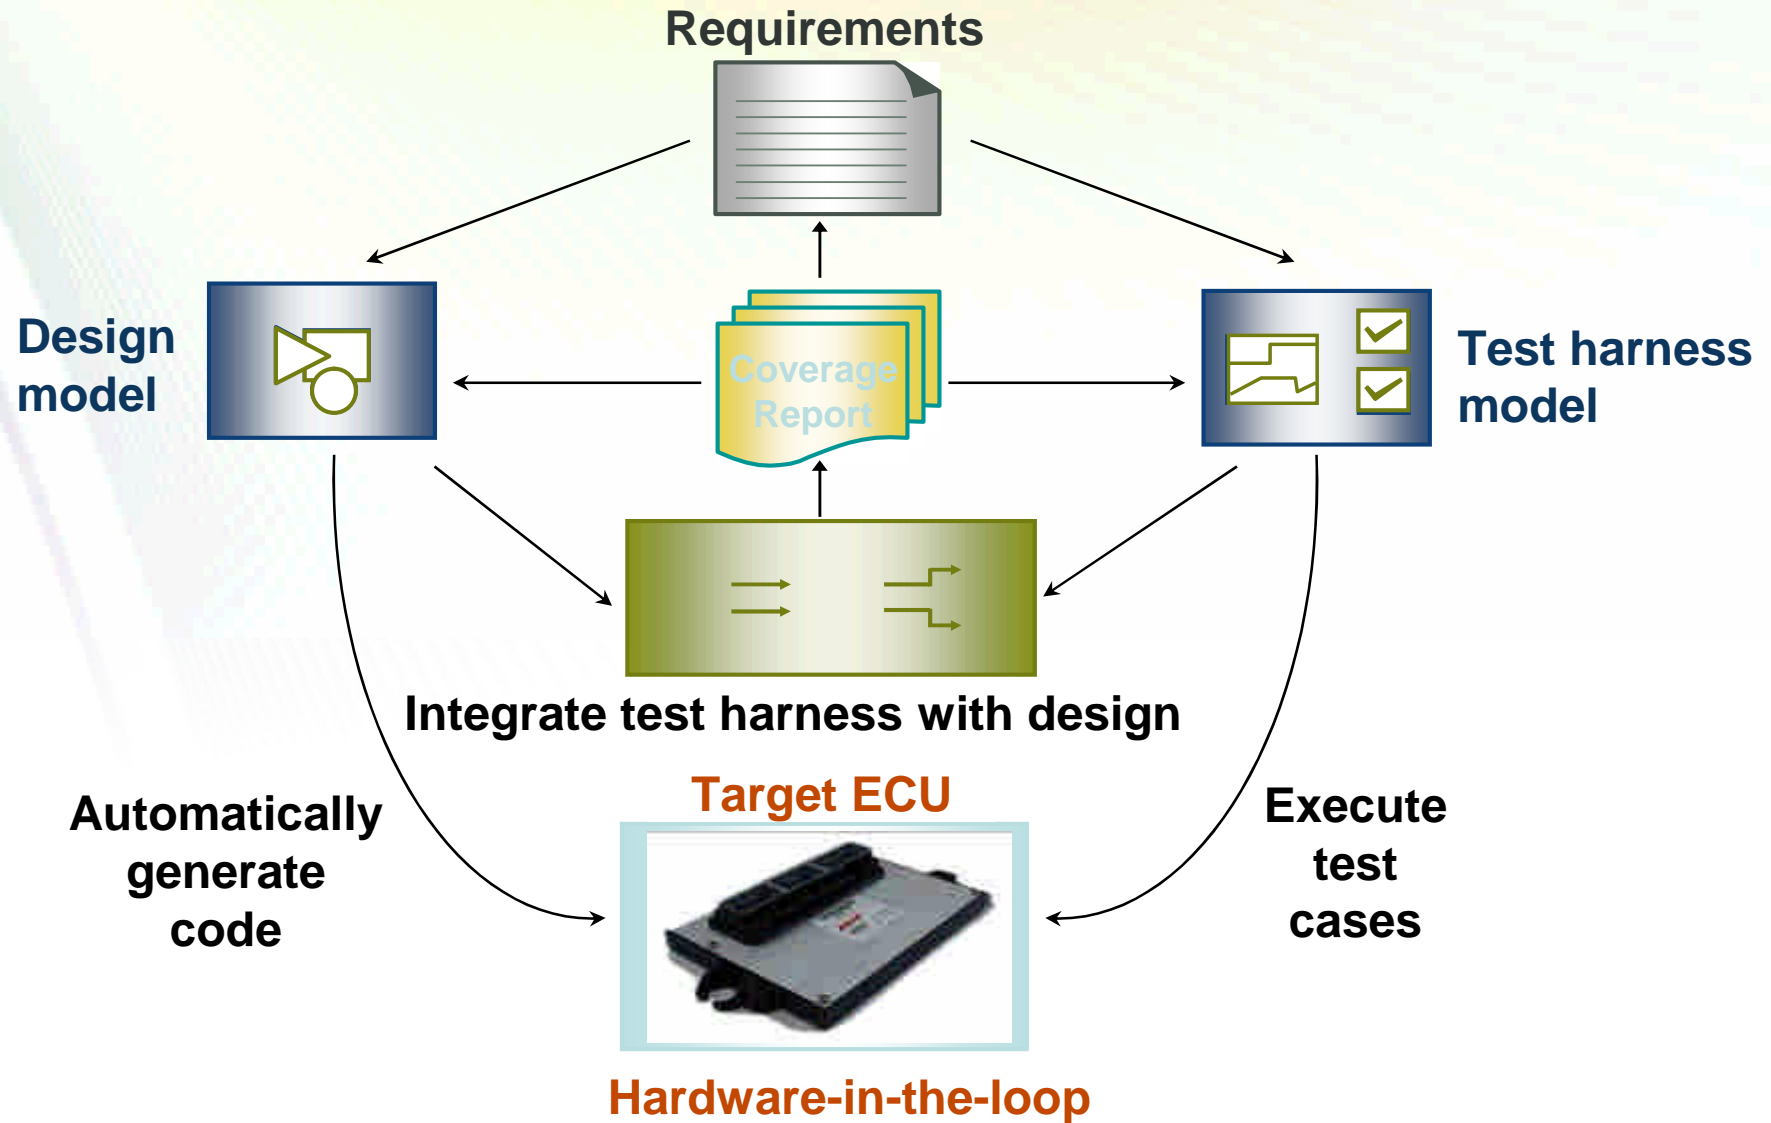 Requirements
Design
model
Coverage
Report
Test harness
model
Integrate test harness with design
Automatically
generate
code
Target ECU
Execute
test
cases
Hardware-in-the-loop